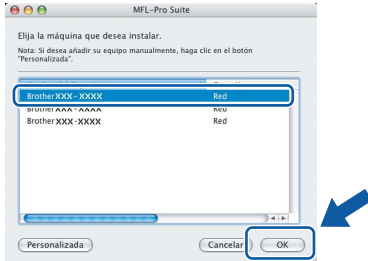 MFL-Pro Suite
Elija la máquina que desea instalar.
Nota: Si desea añadir su equipo manualmente, haga clic en el botón
"Personalizada".
Brother XXX-XXXX Red
Brother XXX-XXXX Red
Brother XXX-XXXX Red
Personalizada Cancelar OK